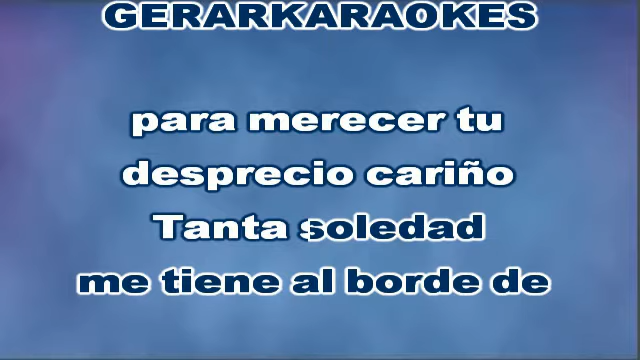 GERARKARAOKES
para merecer tu
desprecio cariño
Tanta soledad
me tiene al borde de